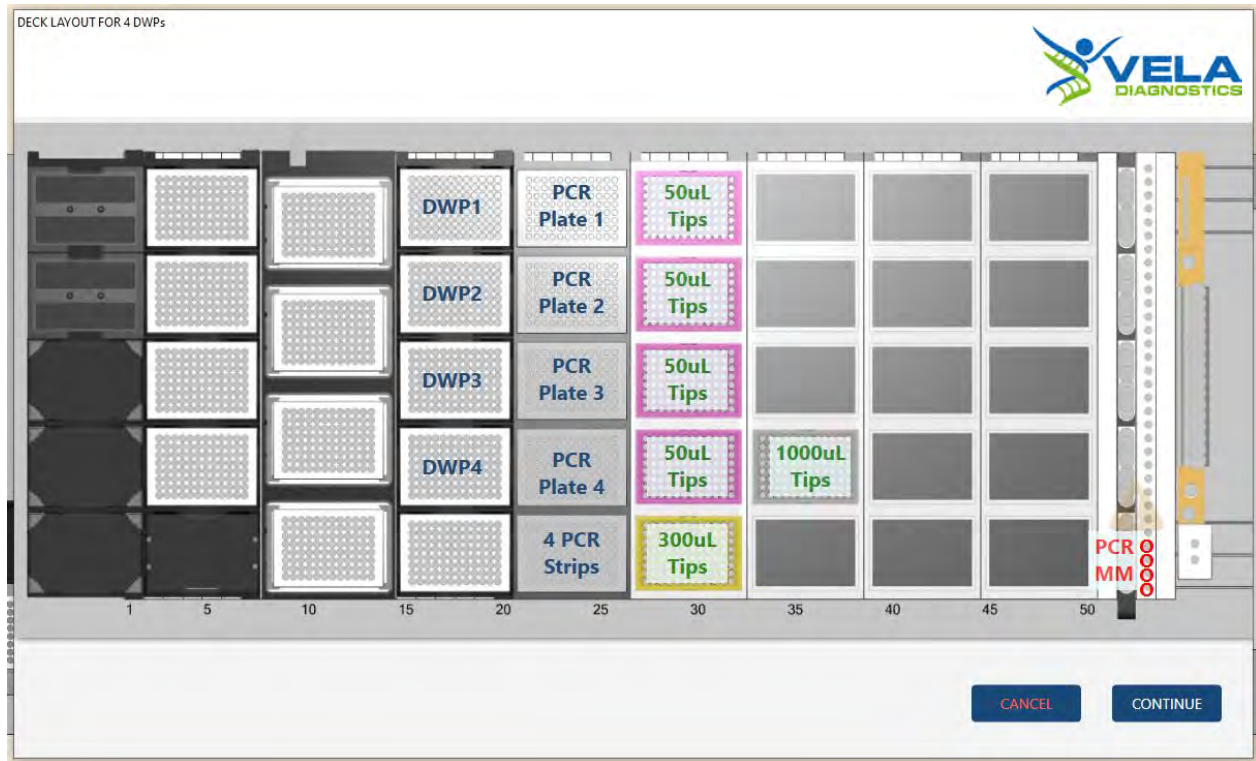 DECK LAYOUT FOR 4 DWPs
VELA
DIAGNOSTICS
DWP1
PCR
Plate 1
50uL
Tips
DWP2
PCR
Plate 2
50uL
Tips
DWP3
PCR
Plate 3
50uL
Tips
DWP4
PCR
Plate 4
50uL
Tips
1000uL
Tips
4 PCR
Strips
300uL
Tips
PCR
MM
1 5 10 15 20 25 30 35 40 45 50
CANCEL
CONTINUE